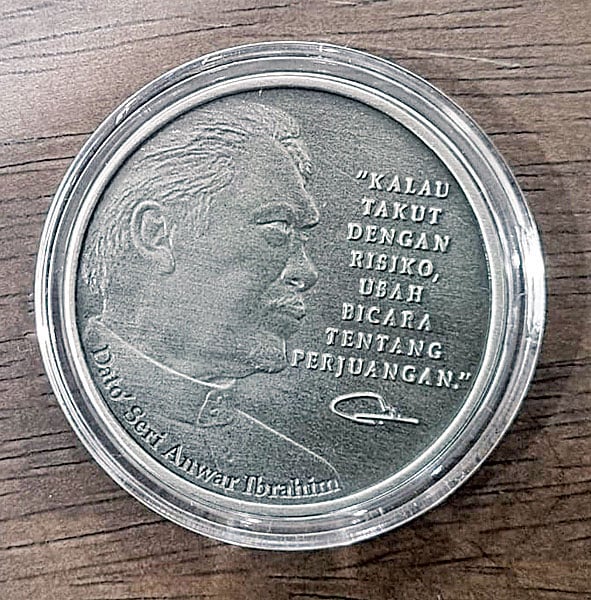 "KALAU
TAKUT
DENGAN
RISIKO,
USAH
BICARA
TENTANG
PERJUANGAN."
Dato' Seri Anwar Ibrahim